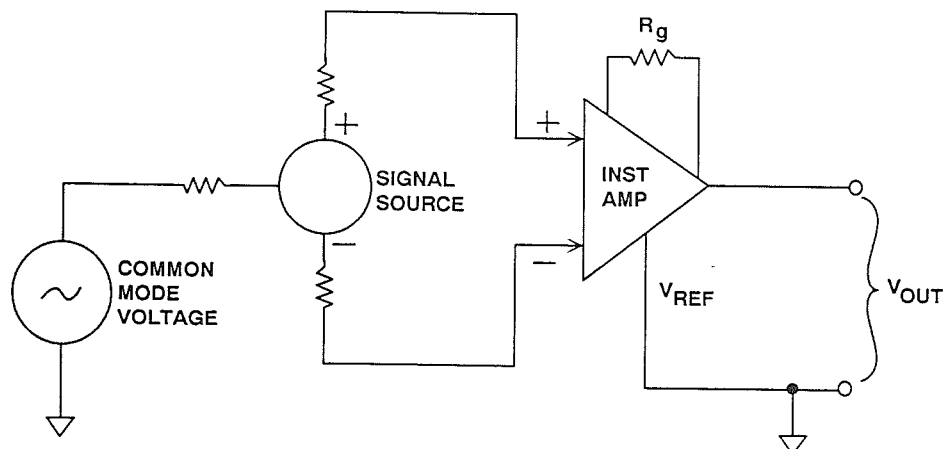 Rg
+
+
SIGNAL
SOURCE
INST
AMP
−
−
COMMON
MODE
VOLTAGE
VREF
VOUT